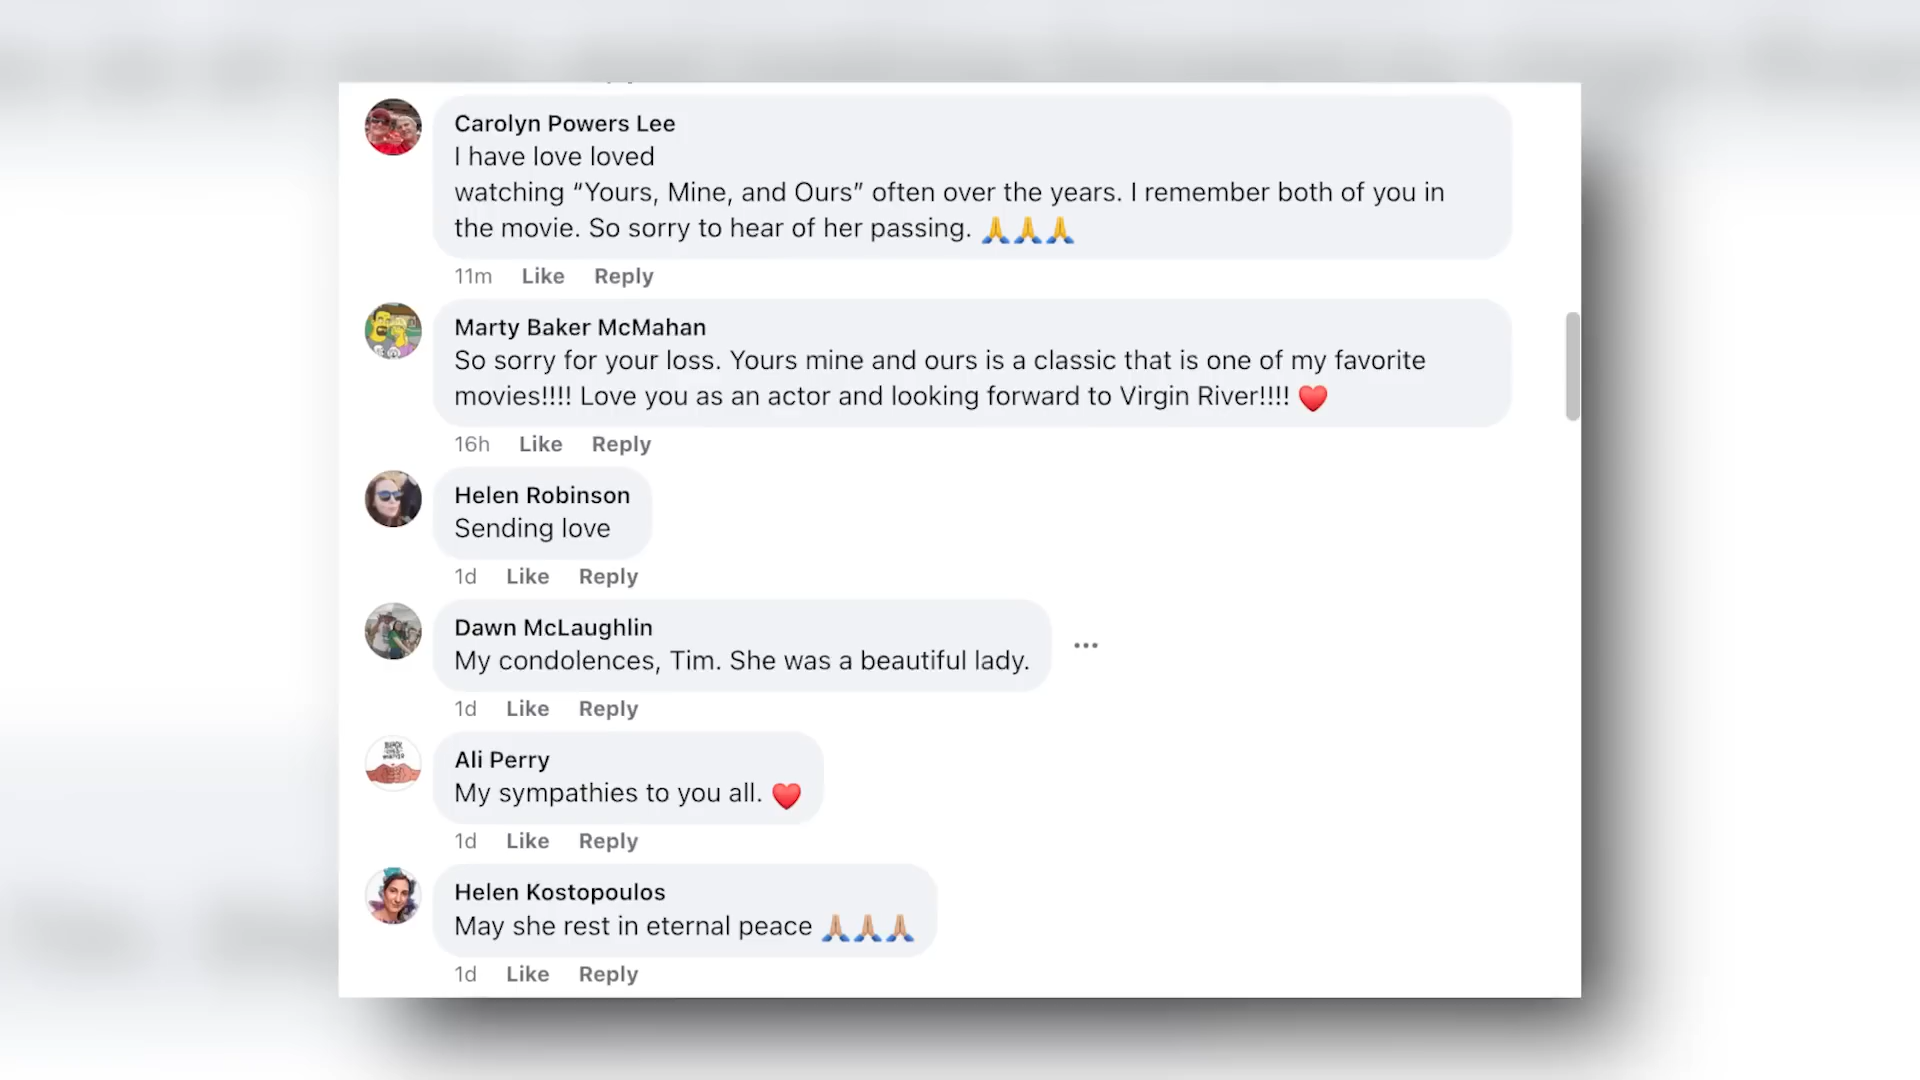 Carolyn Powers Lee
I have love loved
watching “Yours, Mine, and Ours” often over the years. I remember both of you in
the movie. So sorry to hear of her passing. 🙏🙏🙏
11m Like Reply
Marty Baker McMahan
So sorry for your loss. Yours mine and ours is a classic that is one of my favorite
movies!!!! Love you as an actor and looking forward to Virgin River!!!! ♥️
16h Like Reply
Helen Robinson
Sending love
1d Like Reply
Dawn McLaughlin
My condolences, Tim. She was a beautiful lady.
1d Like Reply
Ali Perry
My sympathies to you all. ♥️
1d Like Reply
Helen Kostopoulos
May she rest in eternal peace 🙏🏼🙏🏼🙏🏼
1d Like Reply